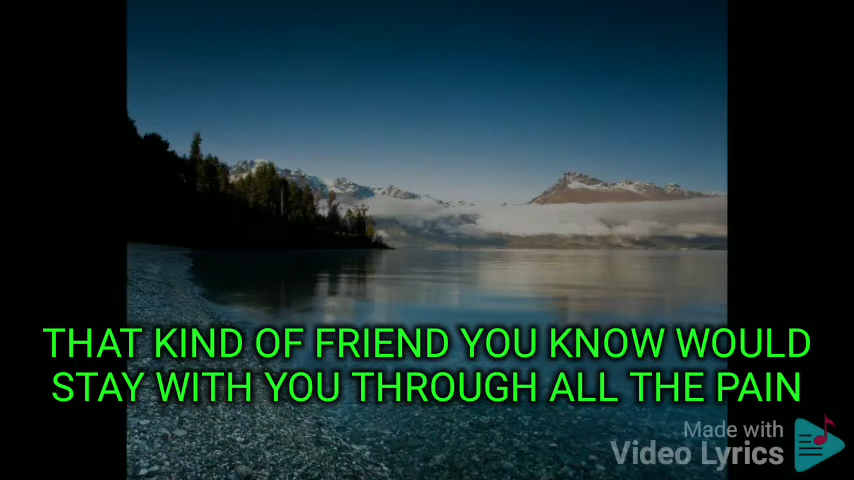 THAT KIND OF FRIEND YOU KNOW WOULD
STAY WITH YOU THROUGH ALL THE PAIN
Made with
Video Lyrics